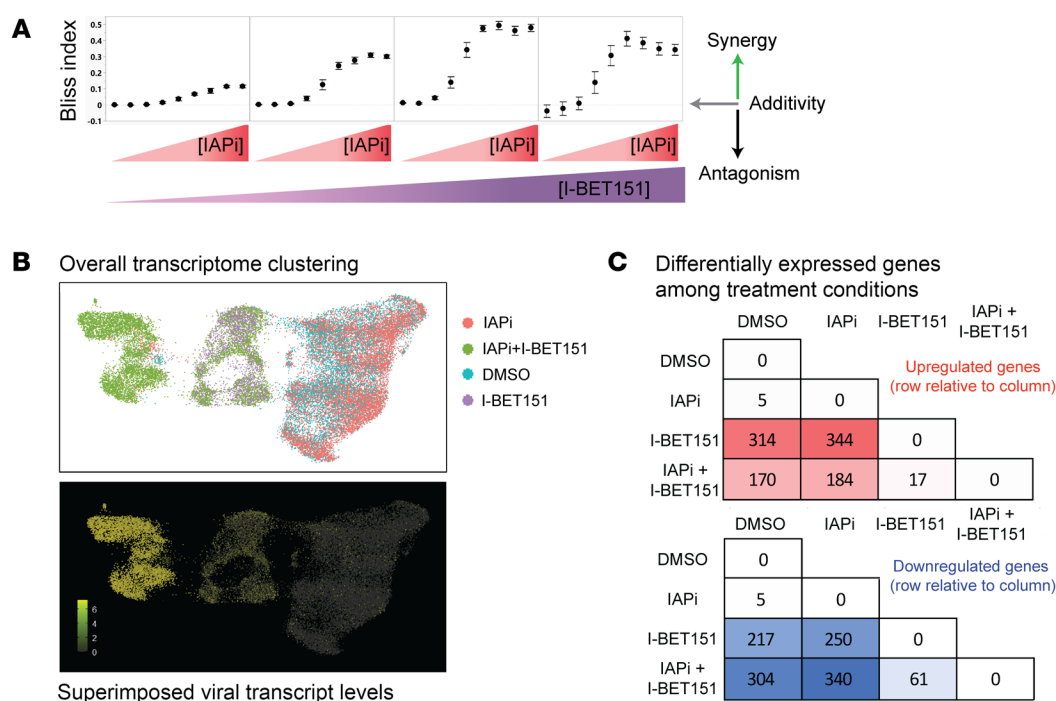 A
Bliss index
0.5
0.4
0.3
0.2
0.1
0
-0.1
[IAPi]
[IAPi]
[IAPi]
[IAPi]
[I-BET151]
Synergy
Additivity
Antagonism
B
Overall transcriptome clustering
IAPi
IAPi+I-BET151
DMSO
I-BET151
6
4
2
0
Superimposed viral transcript levels
C
Differentially expressed genes
among treatment conditions
DMSO IAPi I-BET151 IAPi +
I-BET151
DMSO 0
IAPi 5 0
I-BET151 314 344 0
IAPi +
I-BET151 170 184 17 0
Upregulated genes
(row relative to column)
DMSO IAPi I-BET151 IAPi +
I-BET151
DMSO 0
IAPi 5 0
I-BET151 217 250 0
IAPi +
I-BET151 304 340 61 0
Downregulated genes
(row relative to column)